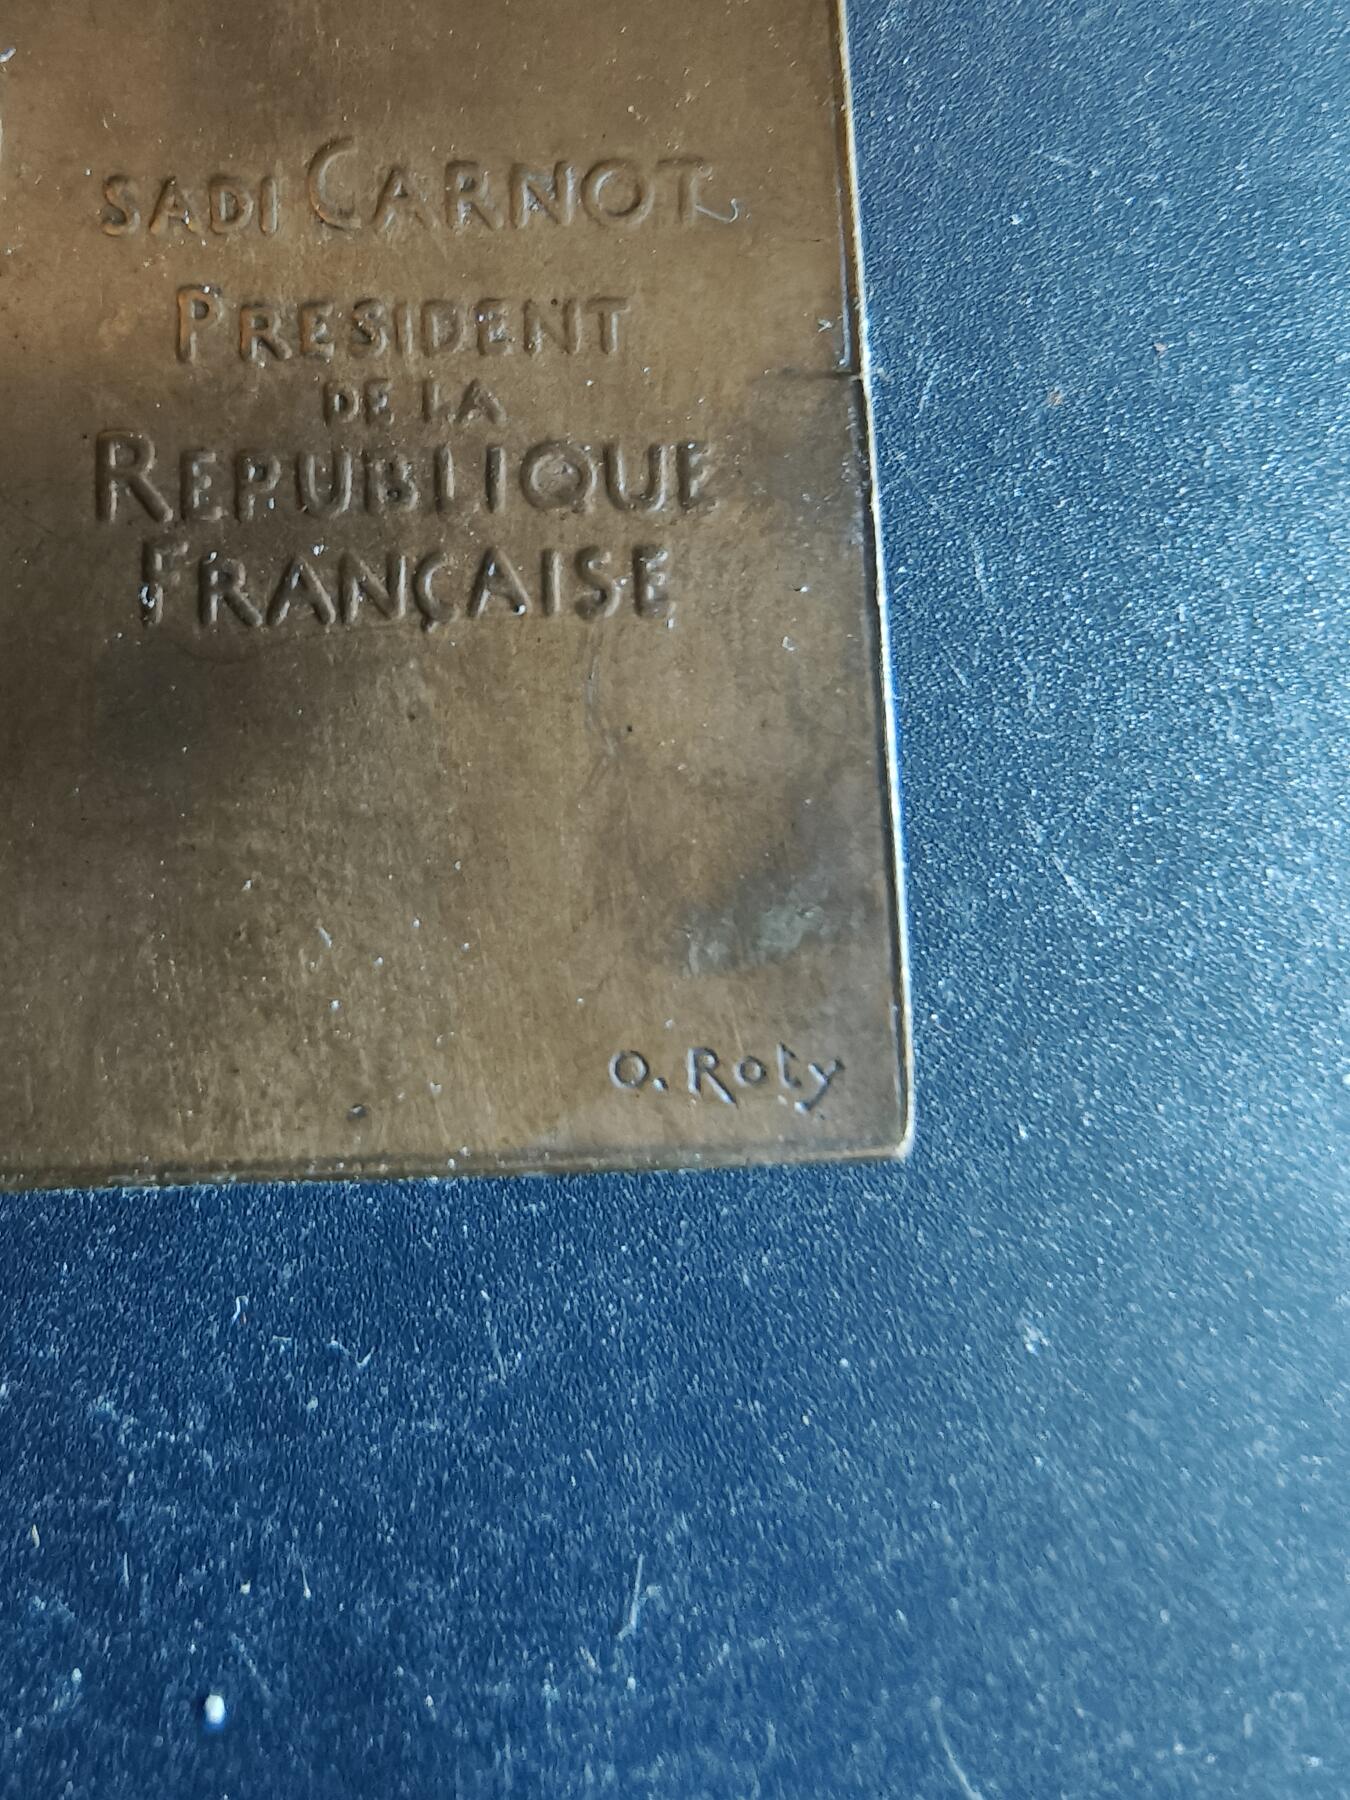 SADI CARNOT
PRESIDENT
DE LA
REPUBLIQUE
FRANÇAISE
O. Roty